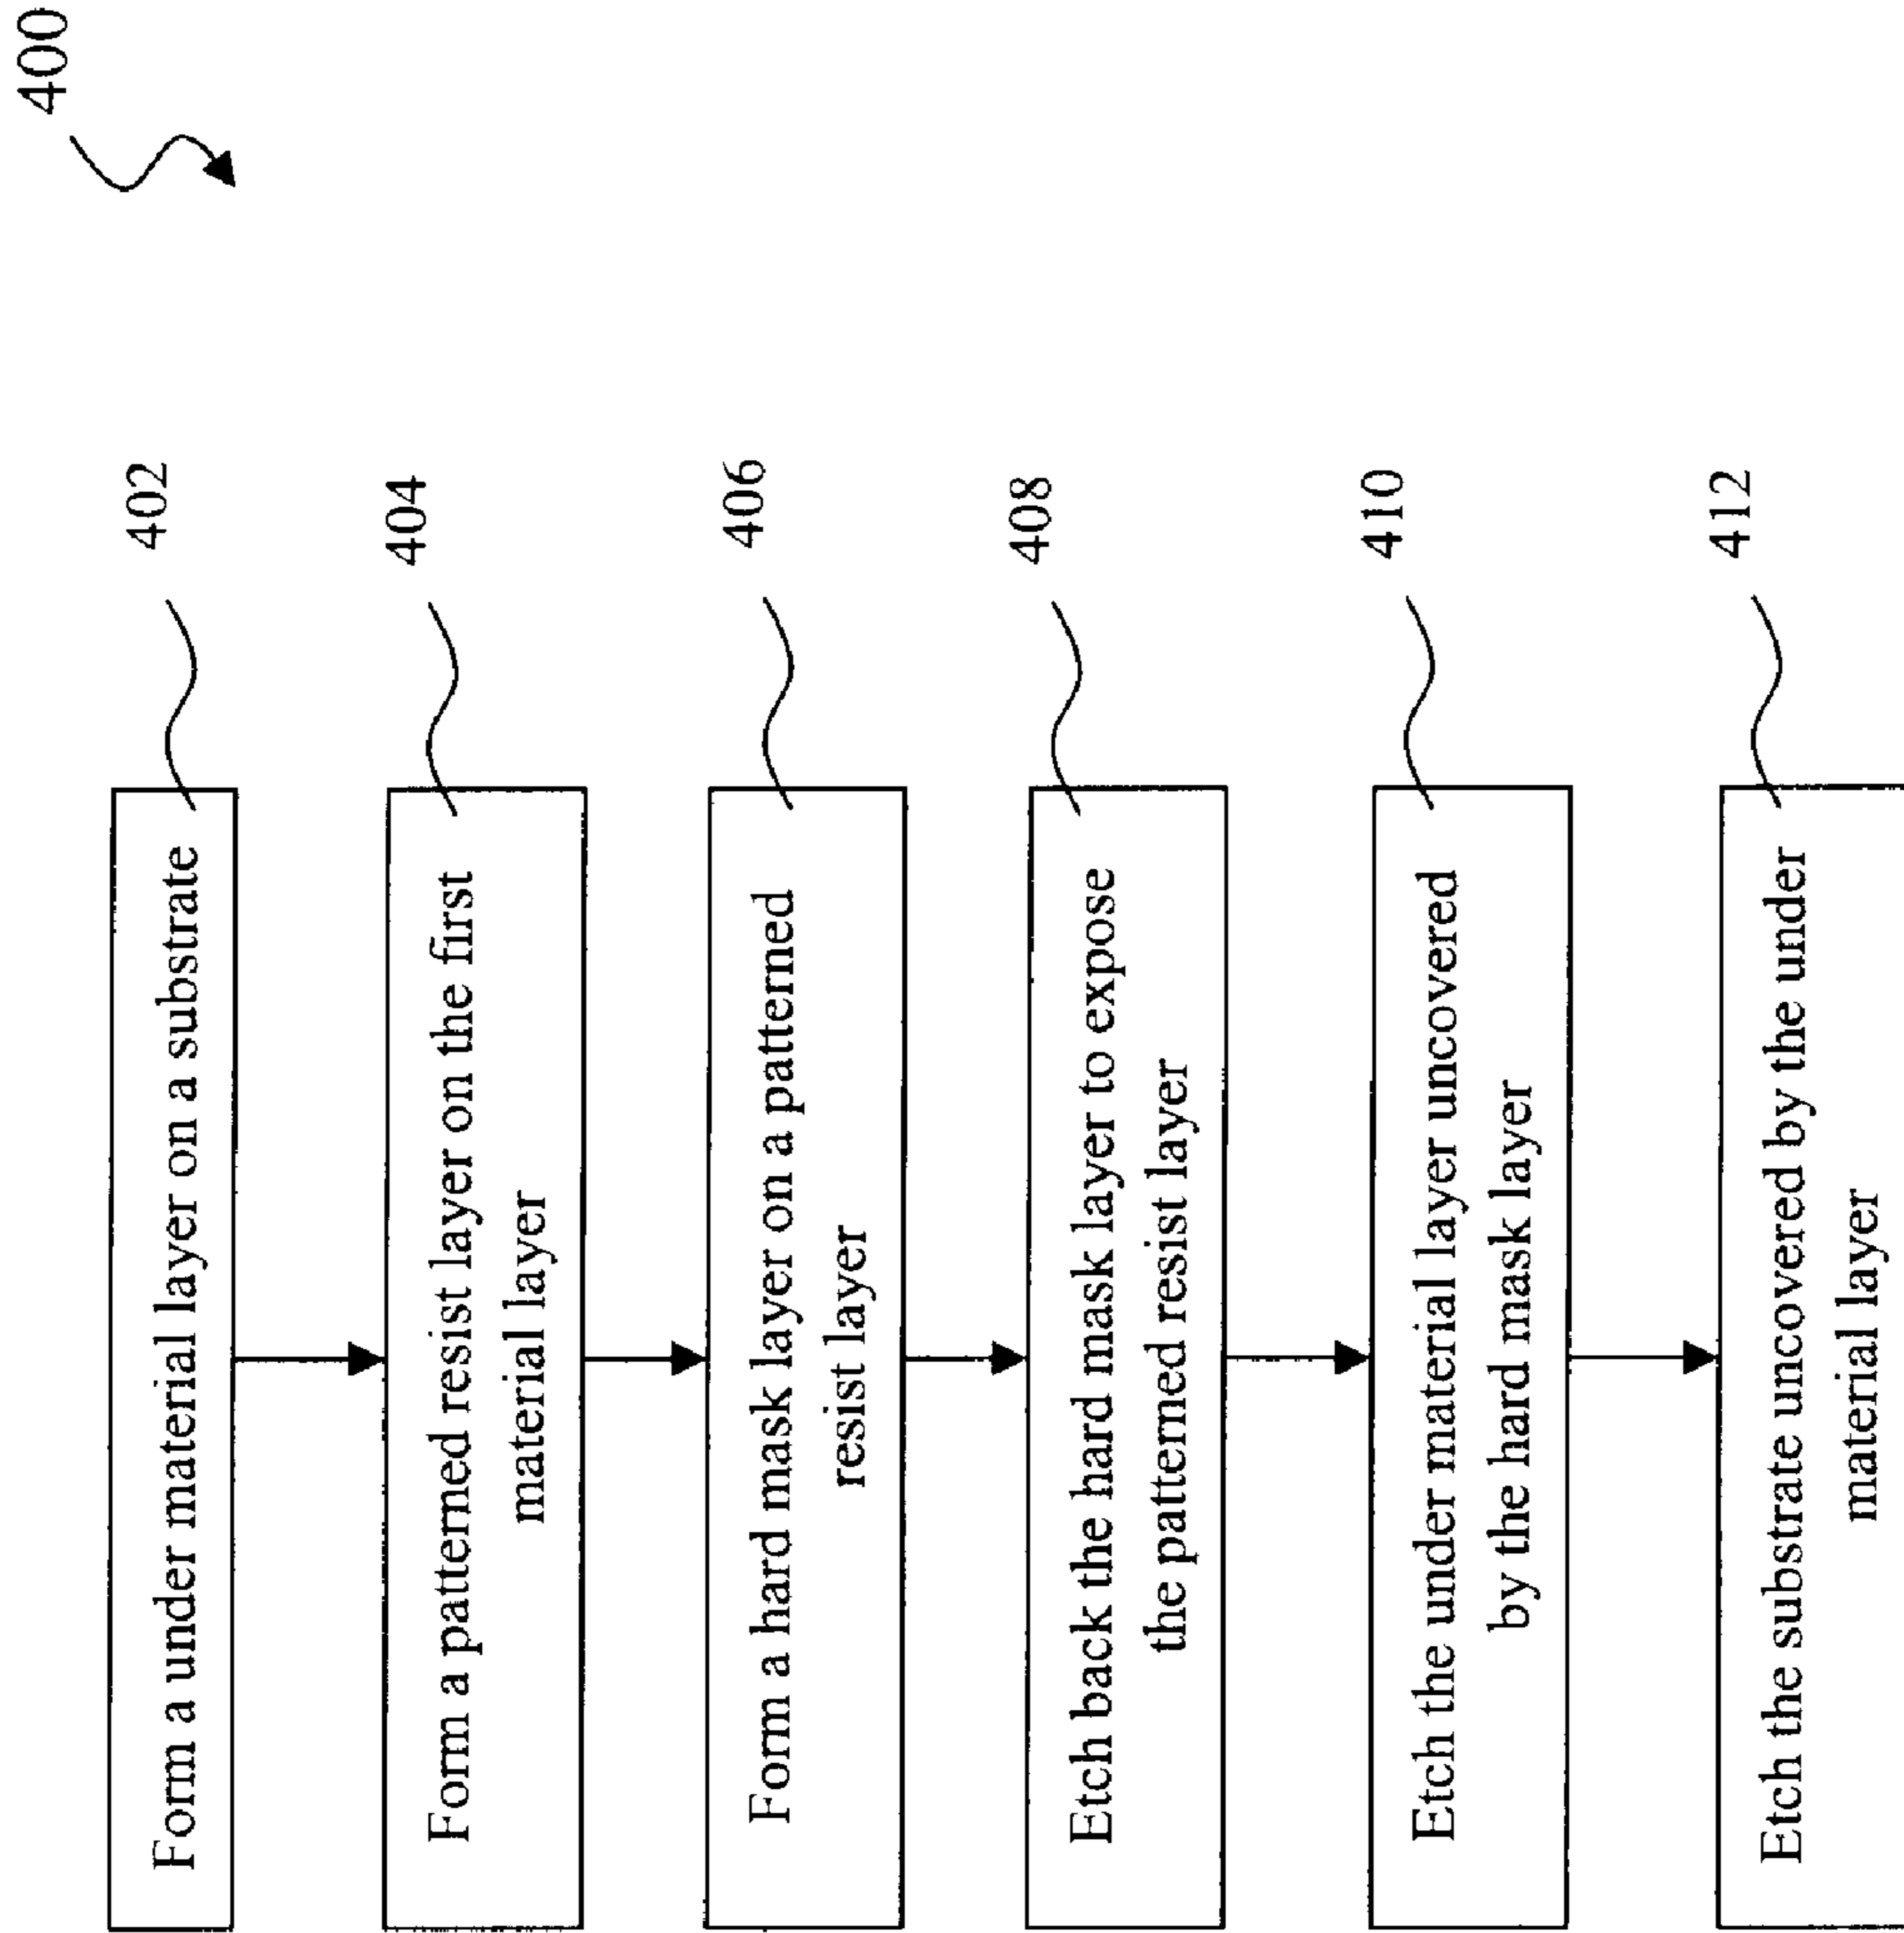 400
Form a under material layer on a substrate
402
Form a patterned resist layer on the first
material layer
404
Form a hard mask layer on a patterned
resist layer
406
Etch back the hard mask layer to expose
the patterned resist layer
408
Etch the under material layer uncovered
by the hard mask layer
410
Etch the substrate uncovered by the under
material layer
412